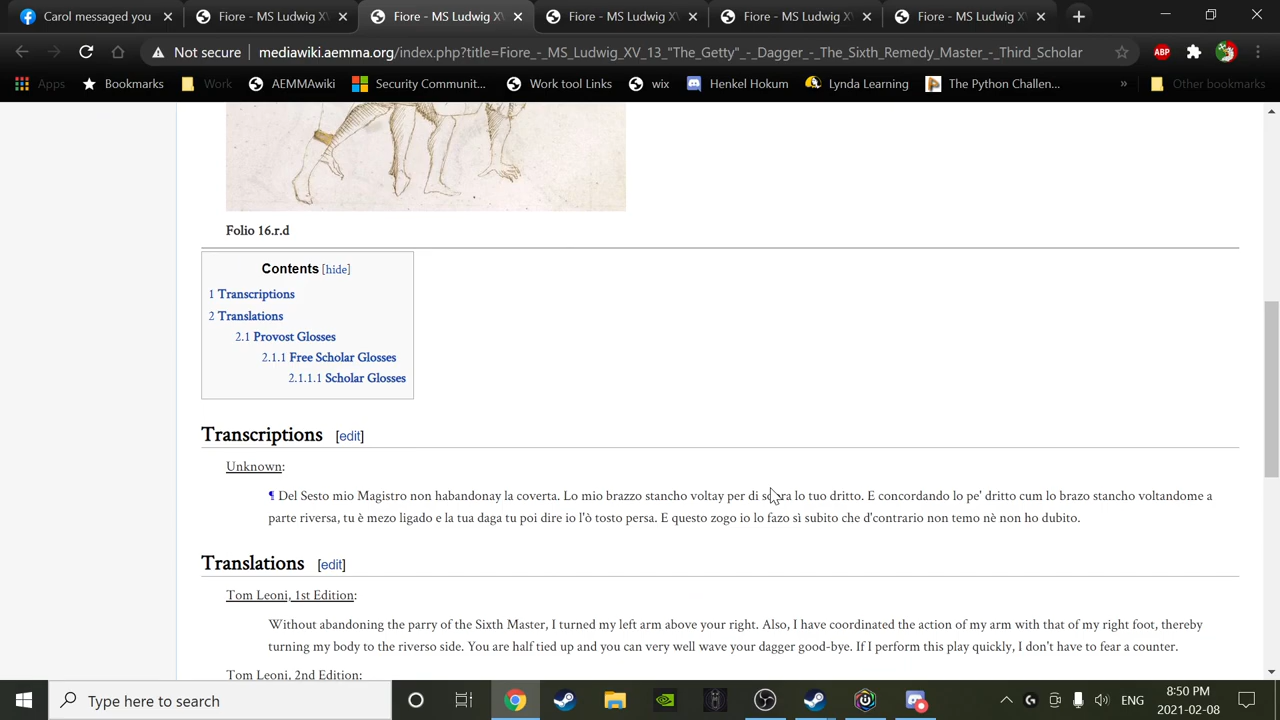 Carol messaged you
Fiore - MS Ludwig XV
Fiore - MS Ludwig XV
Fiore - MS Ludwig XV
Fiore - MS Ludwig XV
Fiore - MS Ludwig XV
Not secure
mediawiki.aemma.org/index.php?title=Fiore_-_MS_Ludwig_XV_13_"The_Getty"_-_Dagger_-_The_Sixth_Remedy_Master_-_Third_Scholar
ABP
Apps
Bookmarks
Work
AEMMAwiki
Security Communit...
Work tool Links
wix
Henkel Hokum
Lynda Learning
The Python Challen...
»
Other bookmarks
Folio 16.r.d
Contents [hide]
1 Transcriptions
2 Translations
2.1 Provost Glosses
2.1.1 Free Scholar Glosses
2.1.1.1 Scholar Glosses
Transcriptions [edit]
Unknown:
¶ Del Sesto mio Magistro non habandonay la coverta. Lo mio brazzo stancho voltay per di sovra lo tuo dritto. E concordando lo pe' dritto cum lo brazo stancho voltandome a
parte riversa, tu è mezo ligado e la tua daga tu poi dire io l'ò tosto persa. E questo zogo io lo fazo sì subito che d'contrario non temo nè non ho dubito.
Translations [edit]
Tom Leoni, 1st Edition:
Without abandoning the parry of the Sixth Master, I turned my left arm above your right. Also, I have coordinated the action of my arm with that of my right foot, thereby
turning my body to the riverso side. You are half tied up and you can very well wave your dagger good-bye. If I perform this play quickly, I don't have to fear a counter.
Tom Leoni, 2nd Edition:
Type here to search
ENG
8:50 PM
2021-02-08